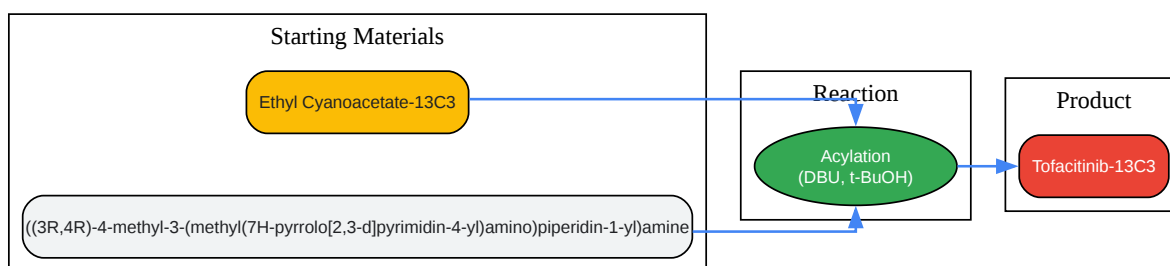 Starting Materials
Ethyl Cyanoacetate-13C3
((3R,4R)-4-methyl-3-(methyl(7H-pyrrolo[2,3-d]pyrimidin-4-yl)amino)piperidin-1-yl)amine
Reaction
Acylation
(DBU, t-BuOH)
Product
Tofacitinib-13C3